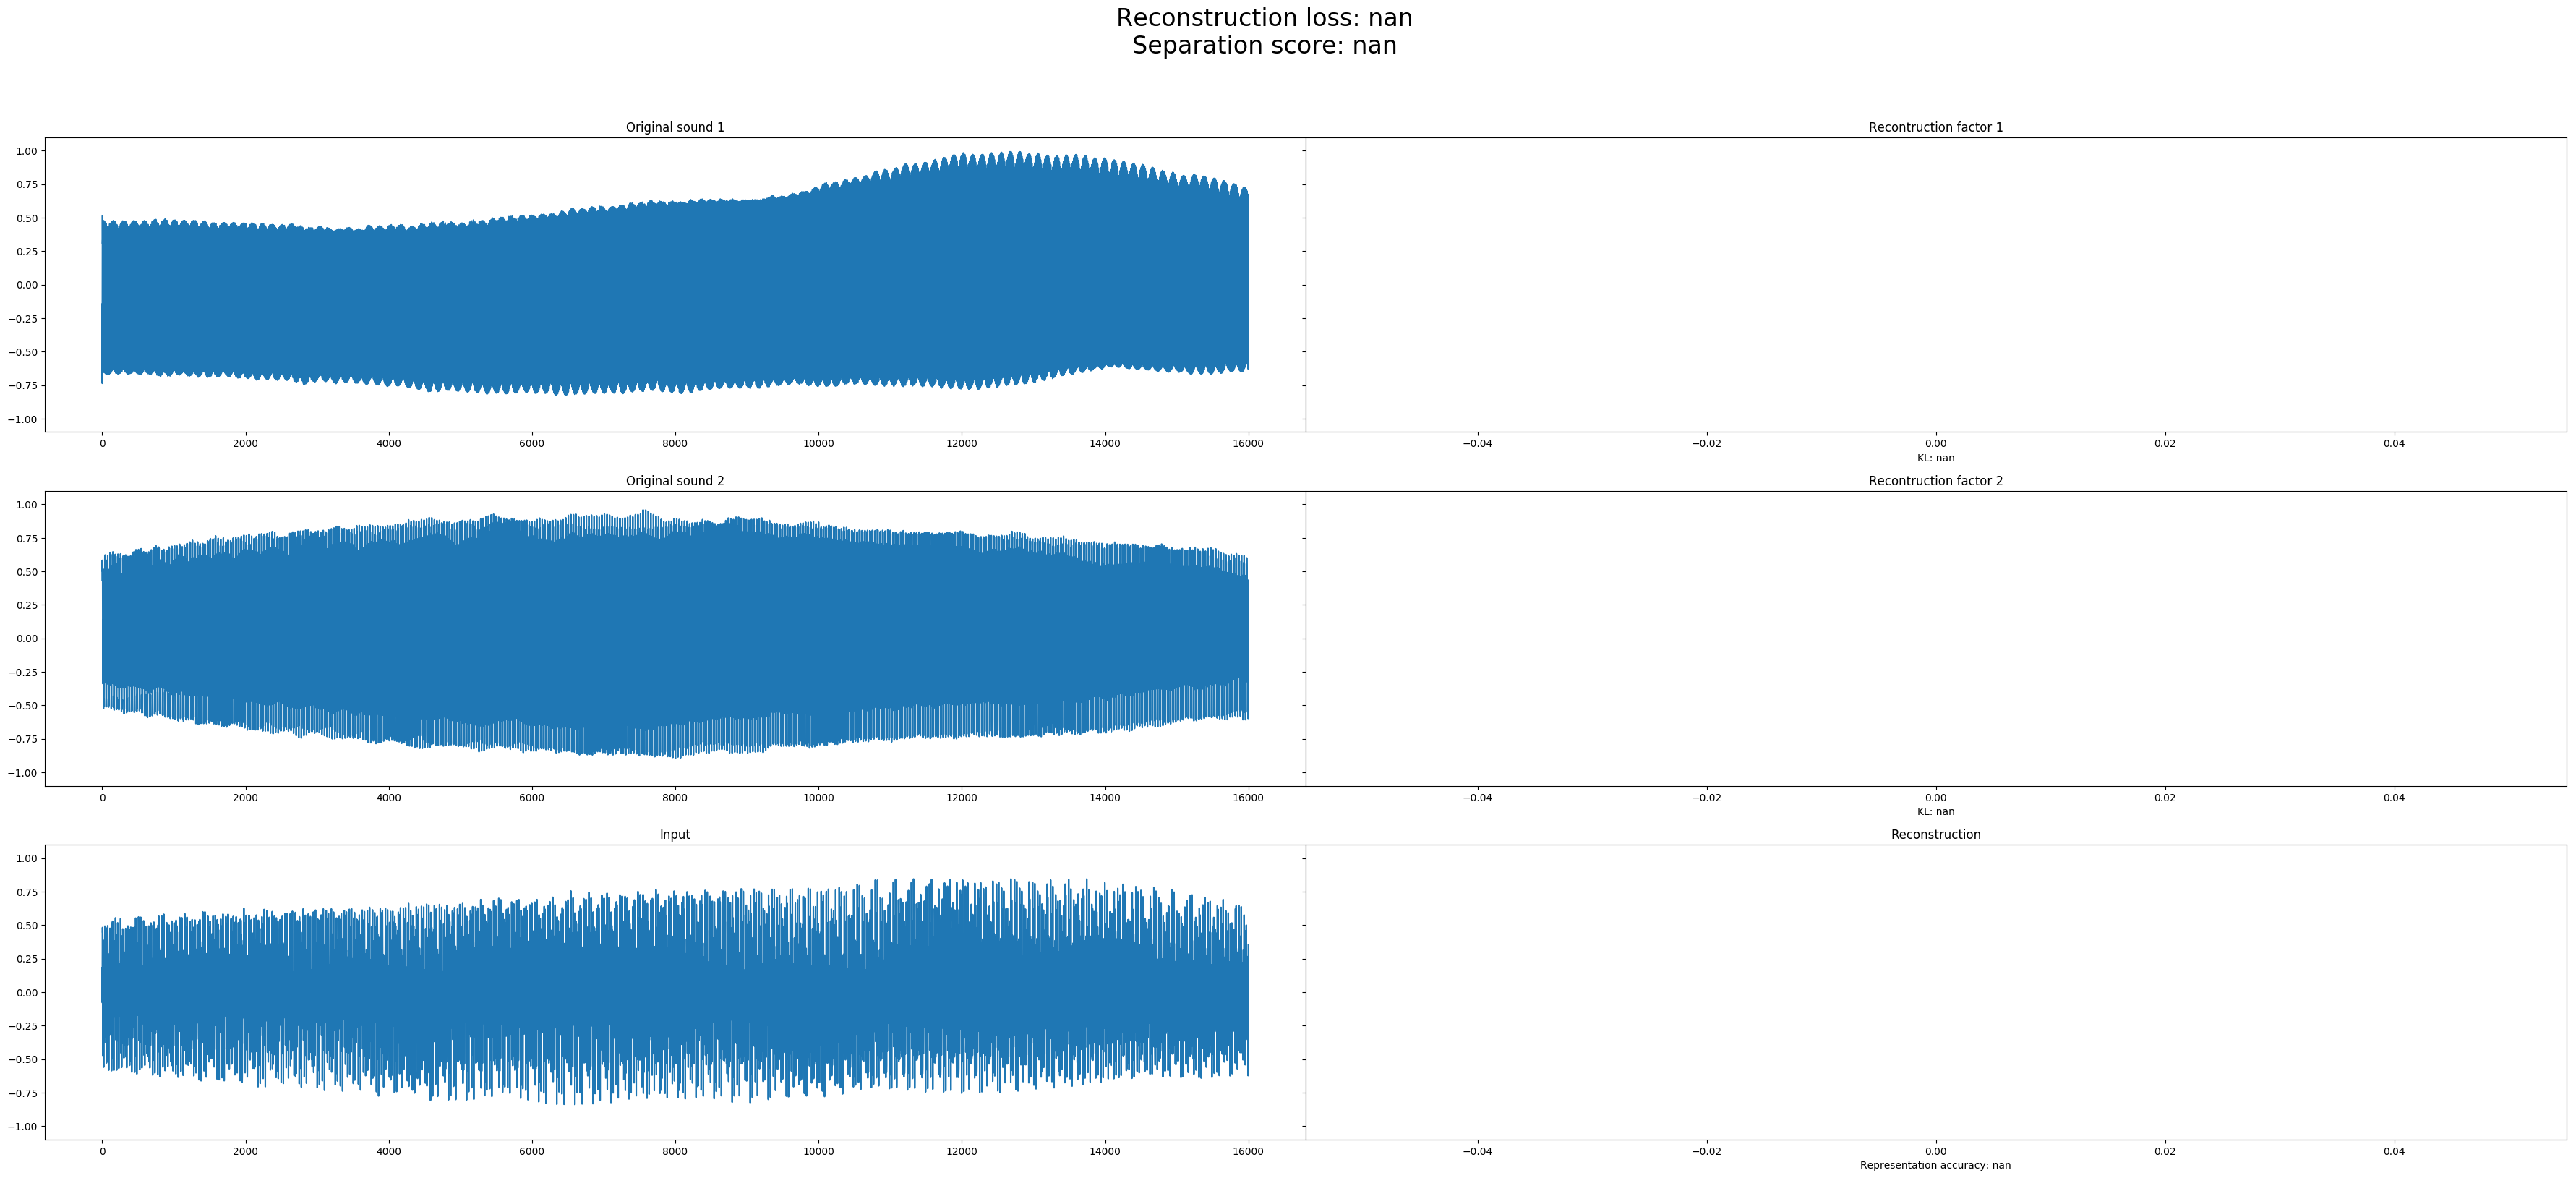 Reconstruction loss: nan
Separation score: nan
Original sound 1
Recontruction factor 1
1.00
0.75
0.50
0.25
0.00
−0.25
−0.50
−0.75
−1.00
0 2000 4000 6000 8000 10000 12000 14000 16000
−0.04 −0.02 0.00 0.02 0.04
KL: nan
Original sound 2
Recontruction factor 2
1.00
0.75
0.50
0.25
0.00
−0.25
−0.50
−0.75
−1.00
0 2000 4000 6000 8000 10000 12000 14000 16000
−0.04 −0.02 0.00 0.02 0.04
KL: nan
Input
Reconstruction
1.00
0.75
0.50
0.25
0.00
−0.25
−0.50
−0.75
−1.00
0 2000 4000 6000 8000 10000 12000 14000 16000
−0.04 −0.02 0.00 0.02 0.04
Representation accuracy: nan